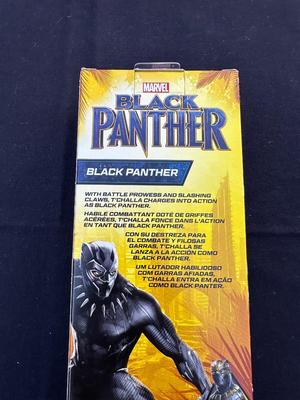 MARVEL
BLACK
PANTHER
BLACK PANTHER
WITH BATTLE PROWESS AND SLASHING
CLAWS, T'CHALLA CHARGES INTO ACTION
AS BLACK PANTHER.
HABILE COMBATTANT DOTÉ DE GRIFFES
ACÉRÉES, T'CHALLA FONCE DANS L'ACTION
EN TANT QUE BLACK PANTHER.
CON SU DESTREZA PARA
EL COMBATE Y FILOSAS
GARRAS, T'CHALLA SE
LANZA A LA ACCIÓN COMO
BLACK PANTHER.
UM LUTADOR HABILIDOSO
COM GARRAS AFIADAS,
T'CHALLA ENTRA EM AÇÃO
COMO BLACK PANTER.